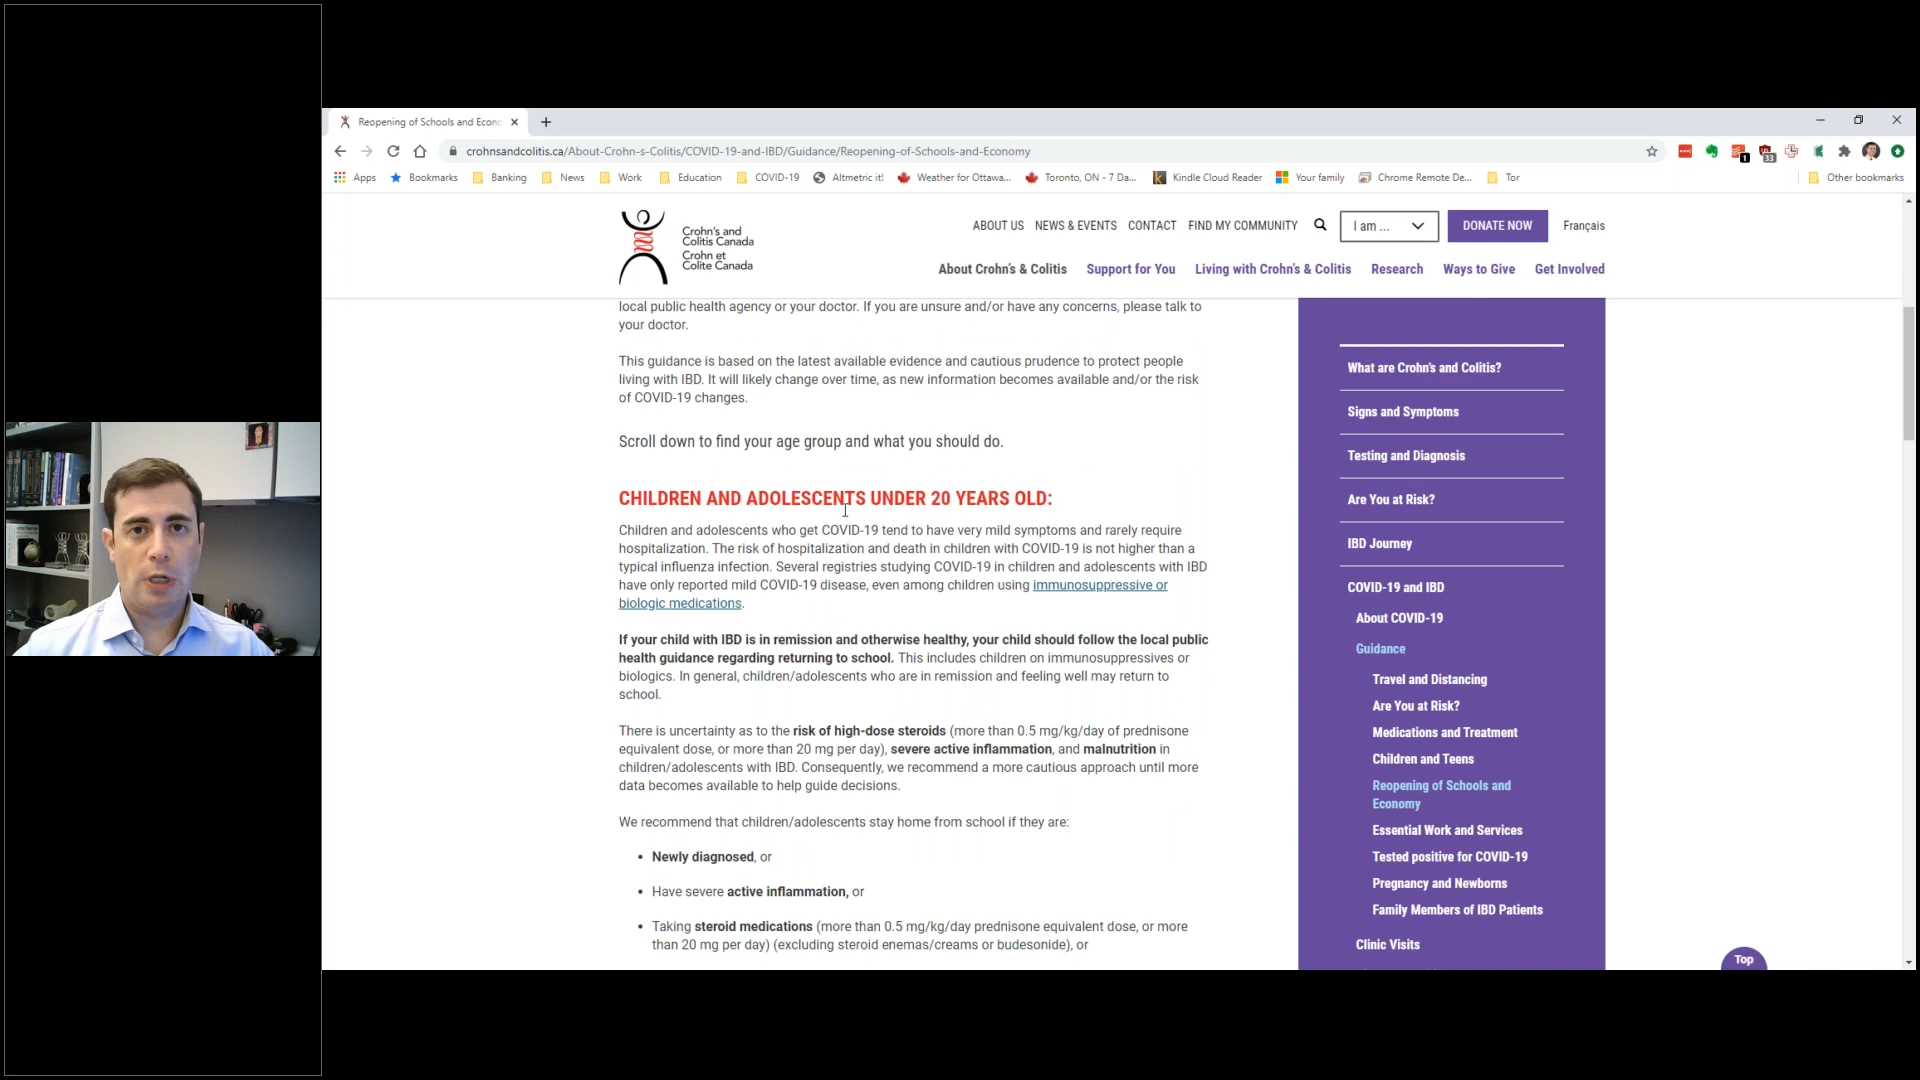 Reopening of Schools and Econo
crohnsandcolitis.ca/About-Crohn-s-Colitis/COVID-19-and-IBD/Guidance/Reopening-of-Schools-and-Economy
1
33
Apps Bookmarks Banking News Work Education COVID-19 Altmetric it! Weather for Ottawa... Toronto, ON - 7 Da... Kindle Cloud Reader Your family Chrome Remote De... Tor Other bookmarks
Crohn's and
Colitis Canada
Crohn et
Colite Canada
ABOUT US NEWS & EVENTS CONTACT FIND MY COMMUNITY I am ... DONATE NOW Français
About Crohn's & Colitis Support for You Living with Crohn's & Colitis Research Ways to Give Get Involved
local public health agency or your doctor. If you are unsure and/or have any concerns, please talk to
your doctor.
This guidance is based on the latest available evidence and cautious prudence to protect people
living with IBD. It will likely change over time, as new information becomes available and/or the risk
of COVID-19 changes.
Scroll down to find your age group and what you should do.
CHILDREN AND ADOLESCENTS UNDER 20 YEARS OLD:
Children and adolescents who get COVID-19 tend to have very mild symptoms and rarely require
hospitalization. The risk of hospitalization and death in children with COVID-19 is not higher than a
typical influenza infection. Several registries studying COVID-19 in children and adolescents with IBD
have only reported mild COVID-19 disease, even among children using immunosuppressive or
biologic medications.
If your child with IBD is in remission and otherwise healthy, your child should follow the local public
health guidance regarding returning to school. This includes children on immunosuppressives or
biologics. In general, children/adolescents who are in remission and feeling well may return to
school.
There is uncertainty as to the risk of high-dose steroids (more than 0.5 mg/kg/day of prednisone
equivalent dose, or more than 20 mg per day), severe active inflammation, and malnutrition in
children/adolescents with IBD. Consequently, we recommend a more cautious approach until more
data becomes available to help guide decisions.
We recommend that children/adolescents stay home from school if they are:
• Newly diagnosed, or
• Have severe active inflammation, or
• Taking steroid medications (more than 0.5 mg/kg/day prednisone equivalent dose, or more
than 20 mg per day) (excluding steroid enemas/creams or budesonide), or
What are Crohn's and Colitis?
Signs and Symptoms
Testing and Diagnosis
Are You at Risk?
IBD Journey
COVID-19 and IBD
About COVID-19
Guidance
Travel and Distancing
Are You at Risk?
Medications and Treatment
Children and Teens
Reopening of Schools and
Economy
Essential Work and Services
Tested positive for COVID-19
Pregnancy and Newborns
Family Members of IBD Patients
Clinic Visits
Top